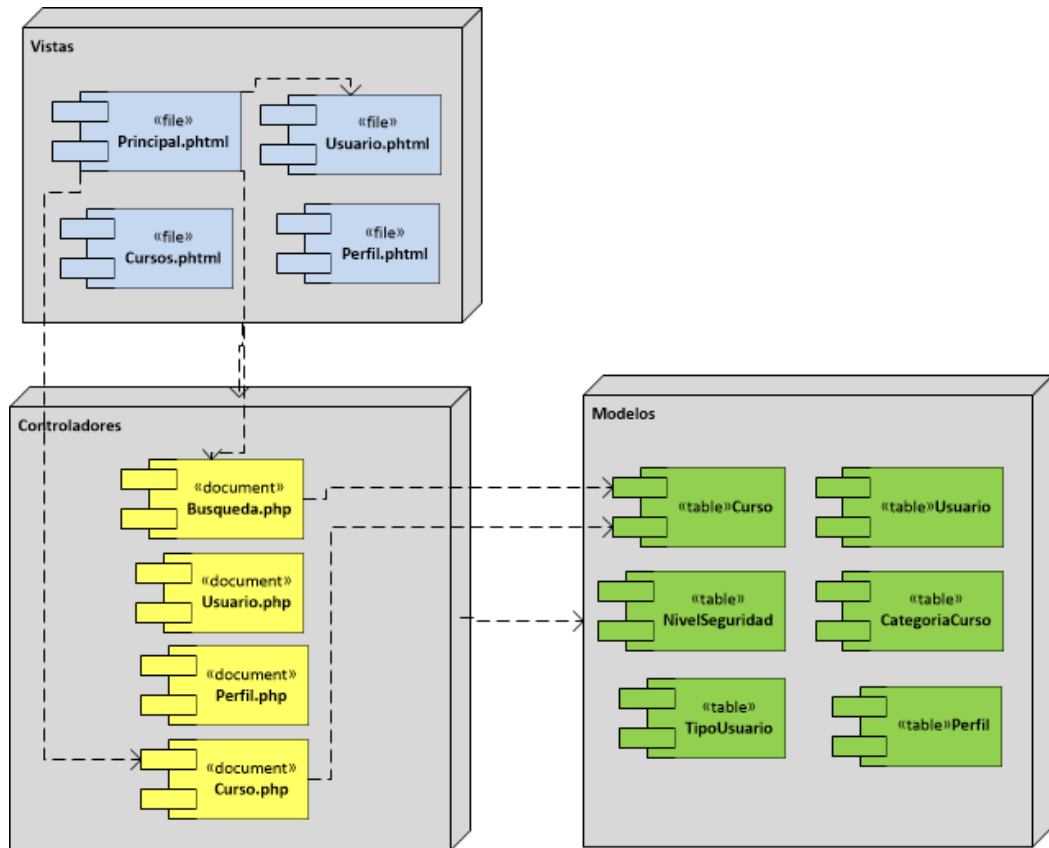 Vistas
«file»
Principal.phtml
«file»
Usuario.phtml
«file»
Cursos.phtml
«file»
Perfil.phtml
Controladores
«document»
Busqueda.php
«document»
Usuario.php
«document»
Perfil.php
«document»
Curso.php
Modelos
«table»Curso
«table»Usuario
«table»
NivelSeguridad
«table»
CategoriaCurso
«table»
TipoUsuario
«table»Perfil